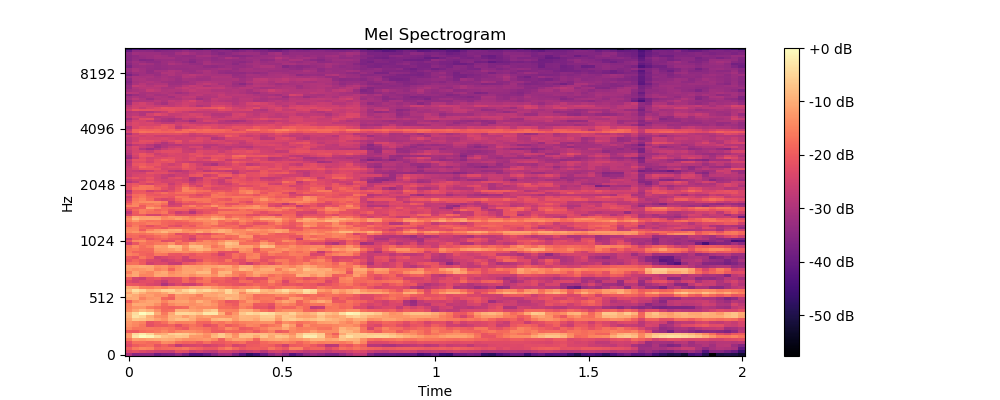 Mel Spectrogram
+0 dB
8192
-10 dB
4096
-20 dB
Hz
2048
-30 dB
1024
-40 dB
512
-50 dB
0
0 0.5 1 1.5 2
Time